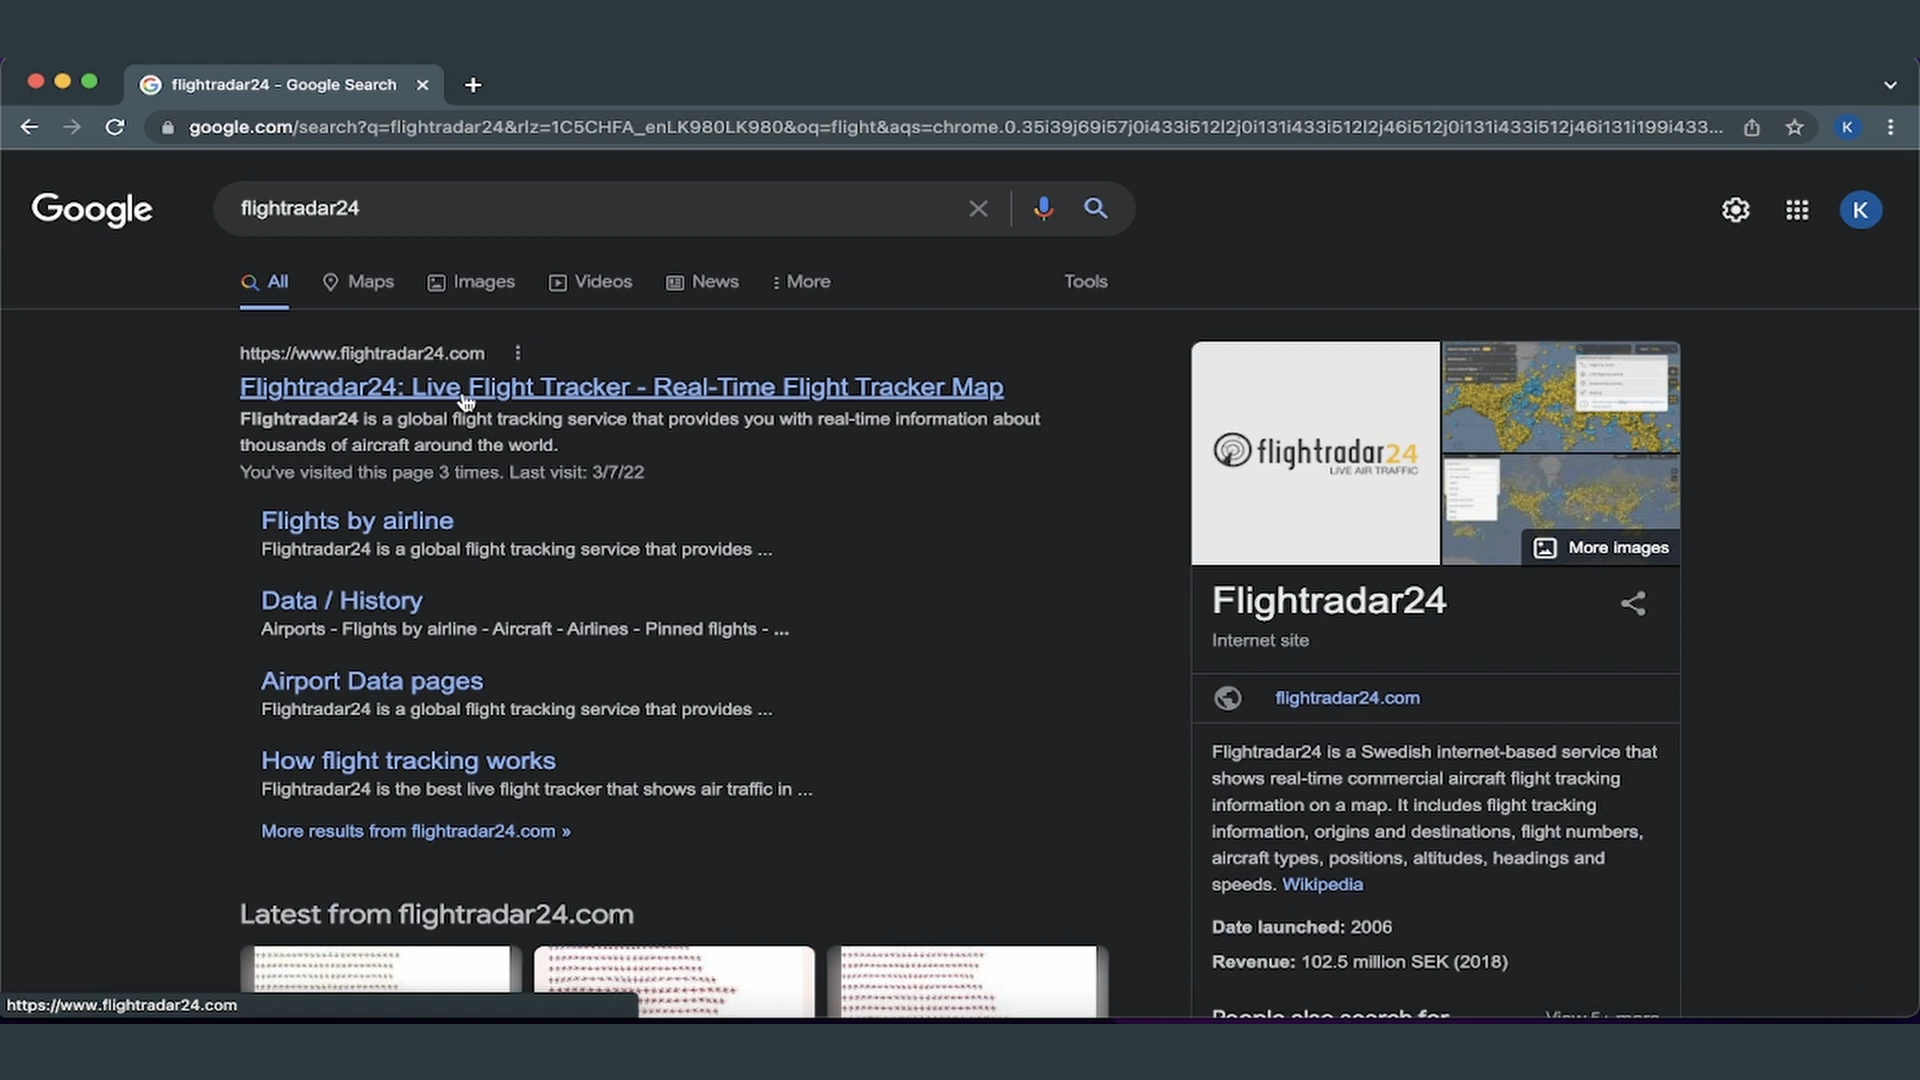 flightradar24 - Google Search
google.com/search?q=flightradar24&rlz=1C5CHFA_enLK980LK980&oq=flight&aqs=chrome.0.35i39j69i57j0i433i512l2j0i131i433i512l2j46i512j0i131i433i512j46i131i199i433...
K
Google
flightradar24
K
All
Maps
Images
Videos
News
More
Tools
https://www.flightradar24.com
Flightradar24: Live Flight Tracker - Real-Time Flight Tracker Map
Flightradar24 is a global flight tracking service that provides you with real-time information about
thousands of aircraft around the world.
You've visited this page 3 times. Last visit: 3/7/22
Flights by airline
Flightradar24 is a global flight tracking service that provides ...
Data / History
Airports - Flights by airline - Aircraft - Airlines - Pinned flights - ...
Airport Data pages
Flightradar24 is a global flight tracking service that provides ...
How flight tracking works
Flightradar24 is the best live flight tracker that shows air traffic in ...
More results from flightradar24.com »
Latest from flightradar24.com
https://www.flightradar24.com
flightradar24
LIVE AIR TRAFFIC
More images
Flightradar24
Internet site
flightradar24.com
Flightradar24 is a Swedish internet-based service that
shows real-time commercial aircraft flight tracking
information on a map. It includes flight tracking
information, origins and destinations, flight numbers,
aircraft types, positions, altitudes, headings and
speeds. Wikipedia
Date launched: 2006
Revenue: 102.5 million SEK (2018)
People also search for
View 5+ more